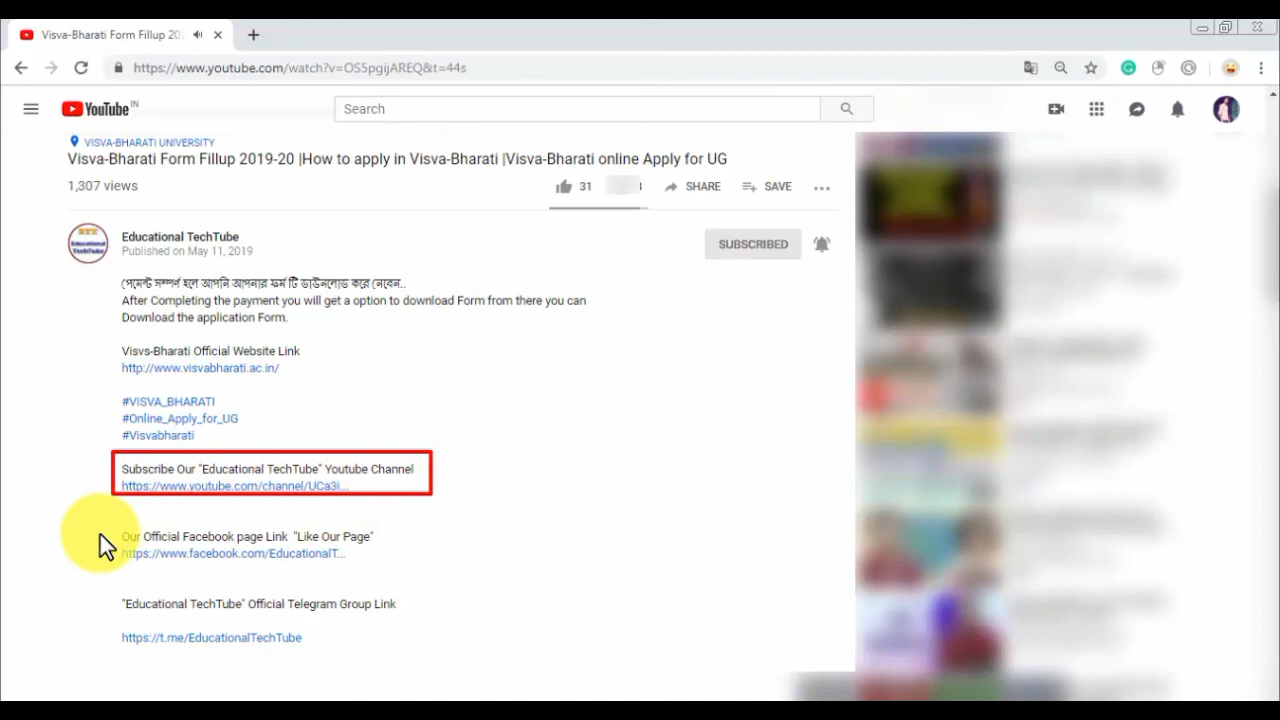 Visva-Bharati Form Fillup 20
https://www.youtube.com/watch?v=OS5pgijAREQ&t=44s
YouTube IN
Search
VISVA-BHARATI UNIVERSITY
Visva-Bharati Form Fillup 2019-20 |How to apply in Visva-Bharati |Visva-Bharati online Apply for UG
1,307 views
31
SHARE
SAVE
Educational TechTube
Published on May 11, 2019
SUBSCRIBED
পেমেন্ট সম্পর্ণ হলে আপনি আপনার ফর্ম টি ডাউনলোড করে নেবেন..
After Completing the payment you will get a option to download Form from there you can
Download the application Form.
Visvs-Bharati Official Website Link
http://www.visvabharati.ac.in/
#VISVA_BHARATI
#Online_Apply_for_UG
#Visvabharati
Subscribe Our "Educational TechTube" Youtube Channel
https://www.youtube.com/channel/UCa3i...
Our Official Facebook page Link "Like Our Page"
https://www.facebook.com/EducationalT...
"Educational TechTube" Official Telegram Group Link
https://t.me/EducationalTechTube